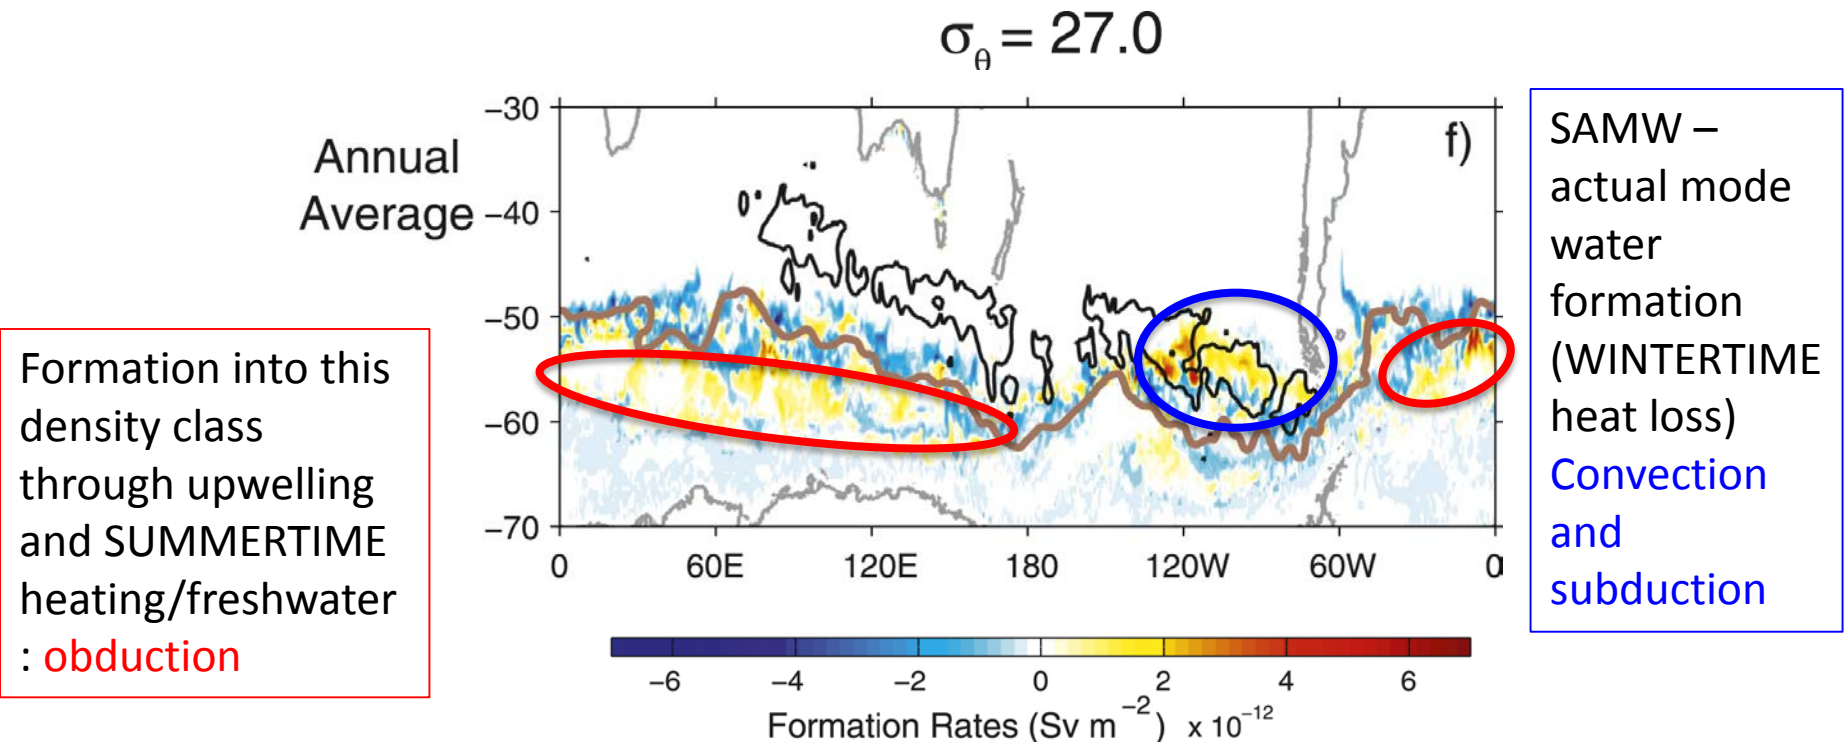 σθ = 27.0
Annual
Average
f)
−30
−40
−50
−60
−70
0
60E
120E
180
120W
60W
0
−6
−4
−2
0
2
4
6
Formation Rates (Sv m −2) x 10−12
Formation into this
density class
through upwelling
and SUMMERTIME
heating/freshwater
: obduction
SAMW –
actual mode
water
formation
(WINTERTIME
heat loss)
Convection
and
subduction